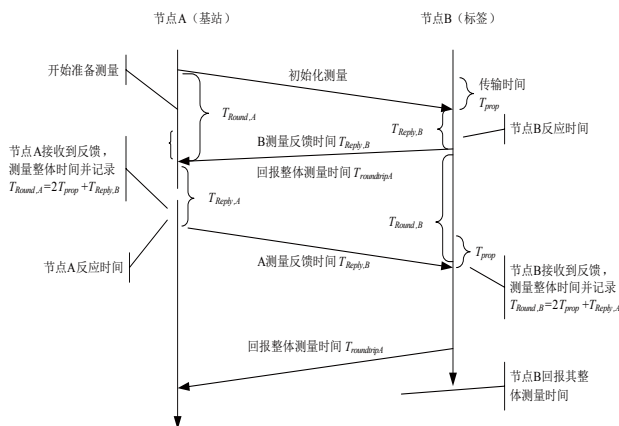 节点A（基站）
节点B（标签）
开始准备测量
初始化测量
传输时间
T_prop
T_Round,A
T_Reply,B
节点B反应时间
B测量反馈时间 T_Reply,B
节点A接收到反馈，
测量整体时间并记录
T_Round,A=2T_prop+T_Reply,B
回报整体测量时间 T_roundtripA
T_Reply,A
T_Round,B
T_prop
节点A反应时间
A测量反馈时间 T_Reply,B
节点B接收到反馈，
测量整体时间并记录
T_Round,B=2T_prop+T_Reply,A
回报整体测量时间 T_roundtripA
节点B回报其整
体测量时间